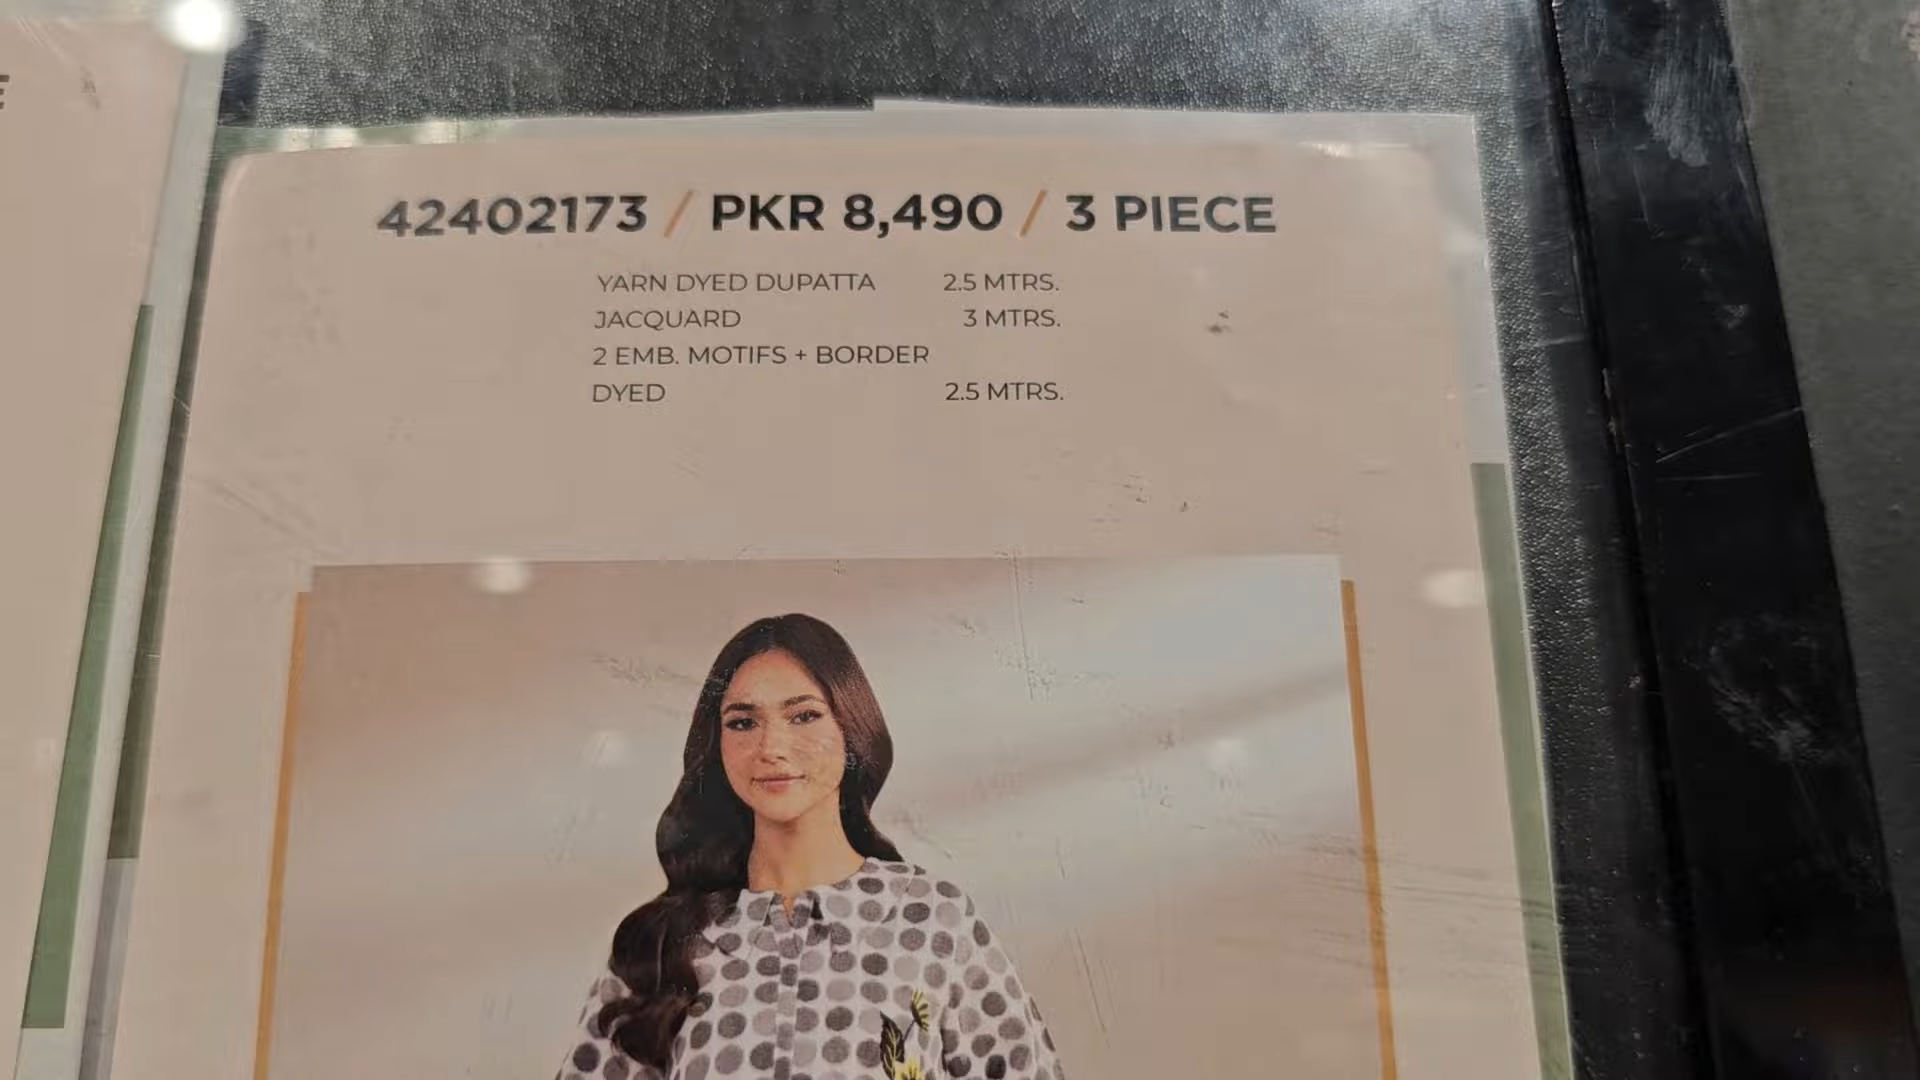 42402173 / PKR 8,490 / 3 PIECE
YARN DYED DUPATTA 2.5 MTRS.
JACQUARD 3 MTRS.
2 EMB. MOTIFS + BORDER
DYED 2.5 MTRS.